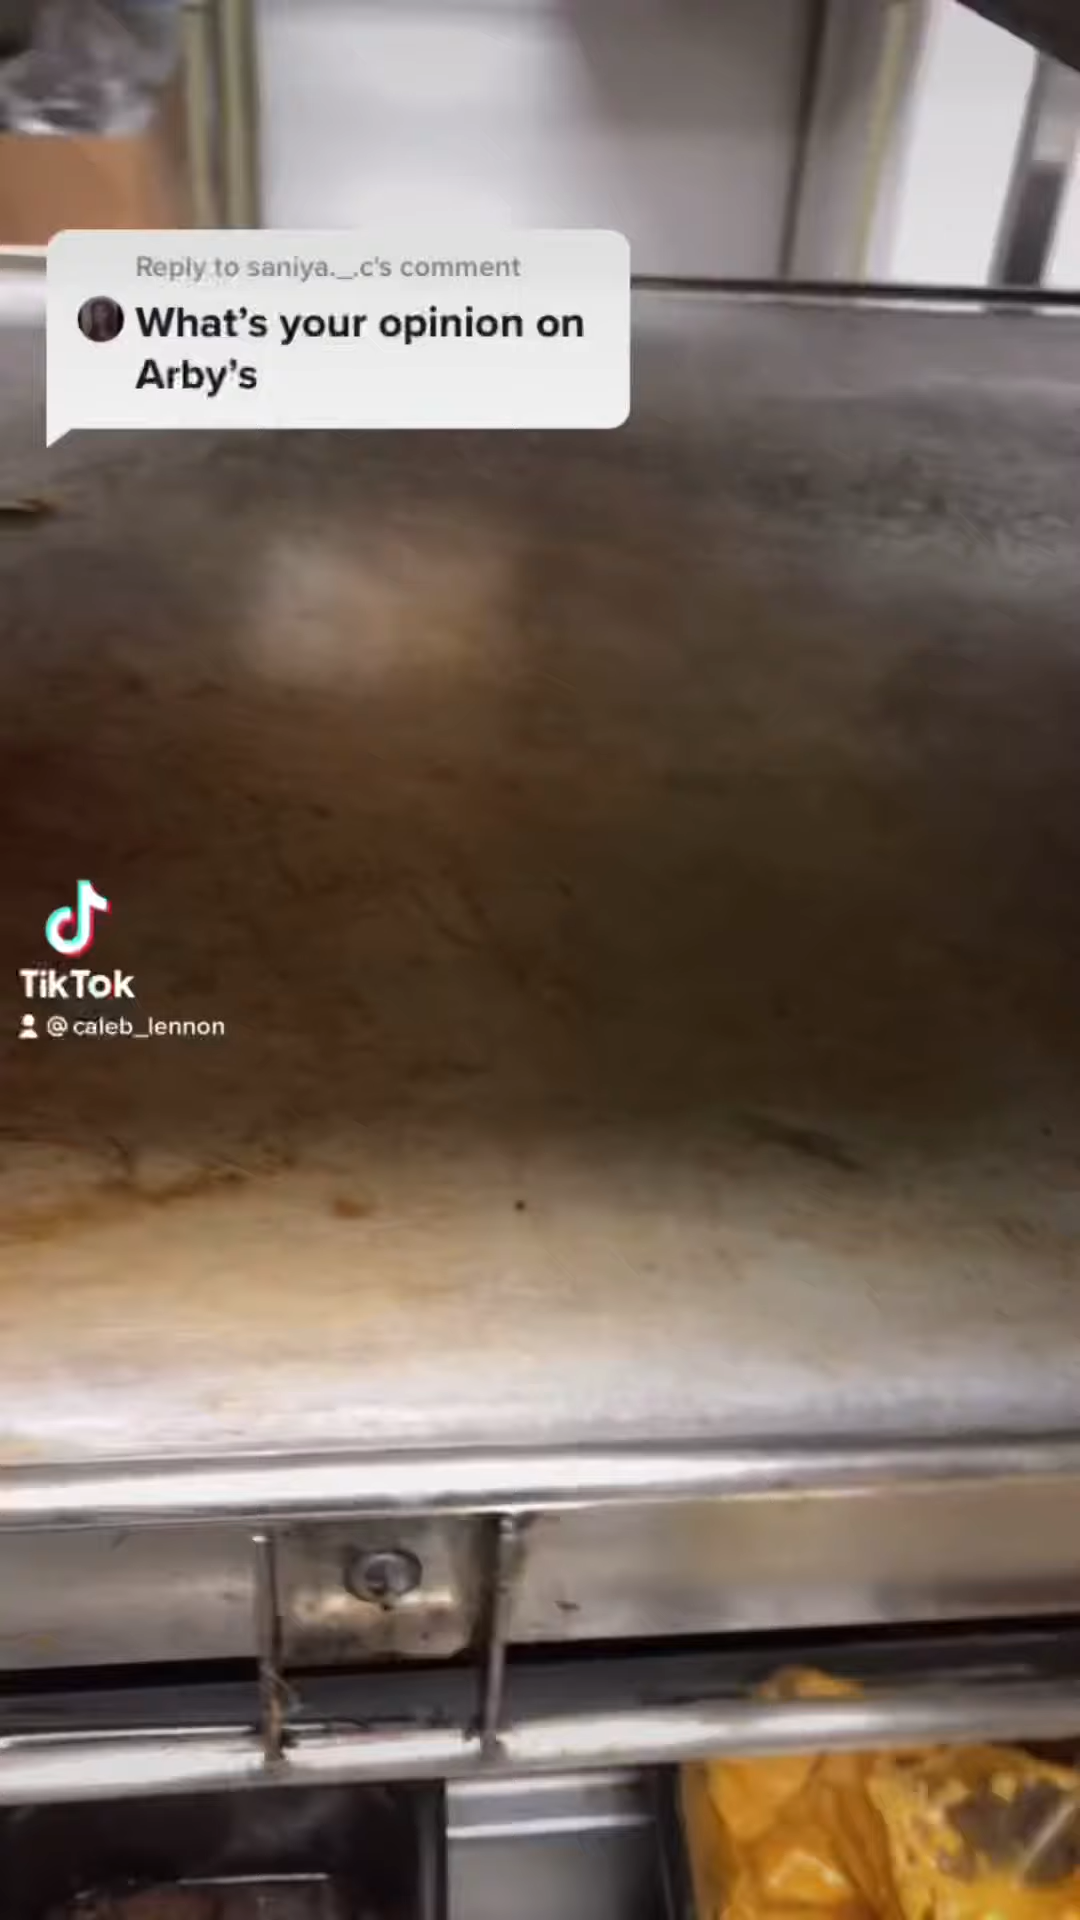 Reply to saniya._.c's comment
What's your opinion on
Arby's
TikTok
@caleb_lennon